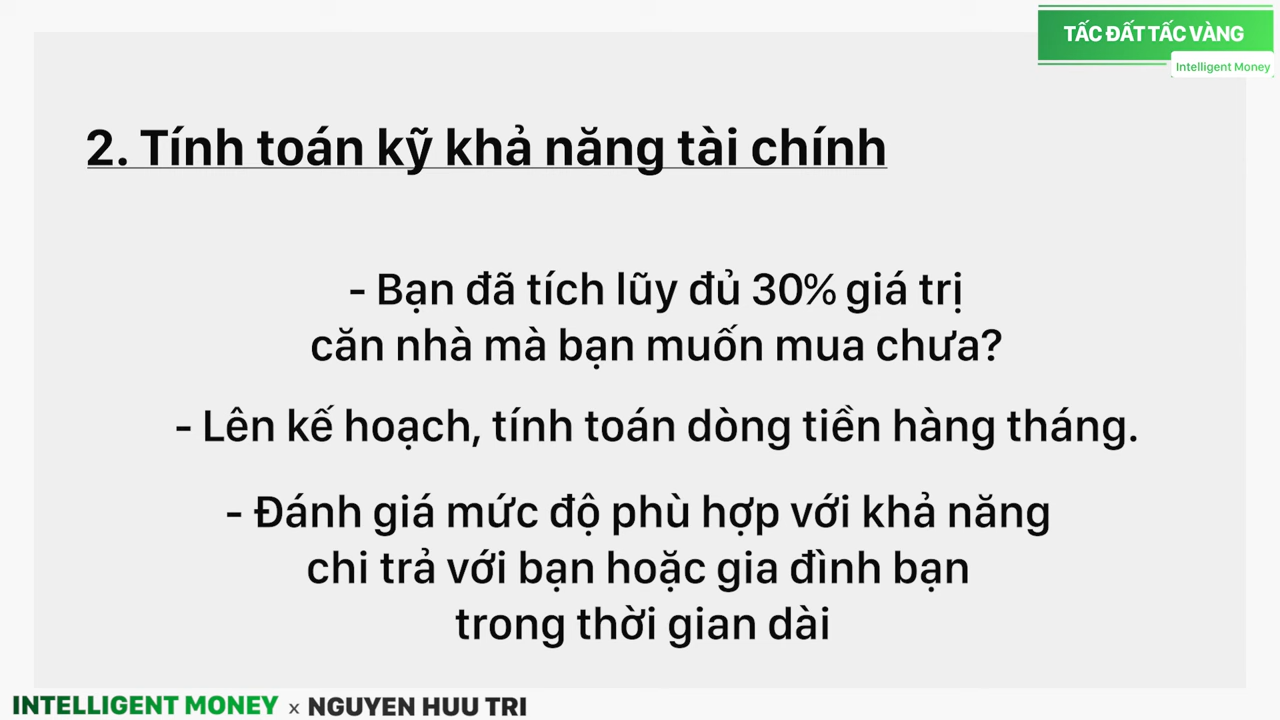 TẤC ĐẤT TẤC VÀNG
Intelligent Money
2. Tính toán kỹ khả năng tài chính
- Bạn đã tích lũy đủ 30% giá trị
căn nhà mà bạn muốn mua chưa?
- Lên kế hoạch, tính toán dòng tiền hàng tháng.
- Đánh giá mức độ phù hợp với khả năng
chi trả với bạn hoặc gia đình bạn
trong thời gian dài
INTELLIGENT MONEY x NGUYEN HUU TRI